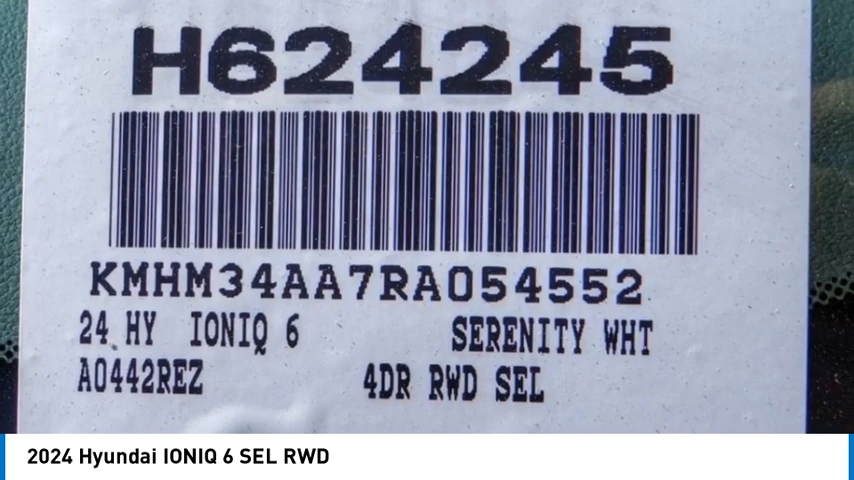 H624245
KMHM34AA7RA054552
24 HY IONIQ 6 SERENITY WHT
A0442REZ 4DR RWD SEL
2024 Hyundai IONIQ 6 SEL RWD